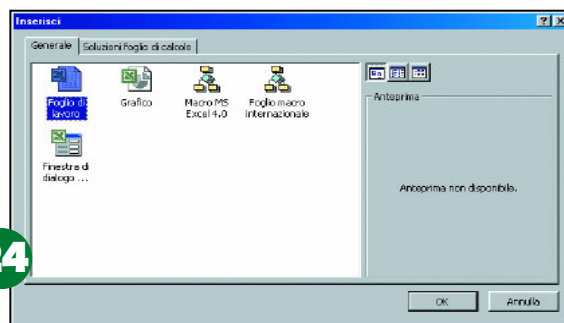 Inserisci
Generale
Soluzioni foglio di calcolo
Foglio di
lavoro
Grafico
Macro MS
Excel 4.0
Foglio macro
internazionale
Finestra di
dialogo ...
Anteprima
Anteprima non disponibile.
24
OK
Annulla